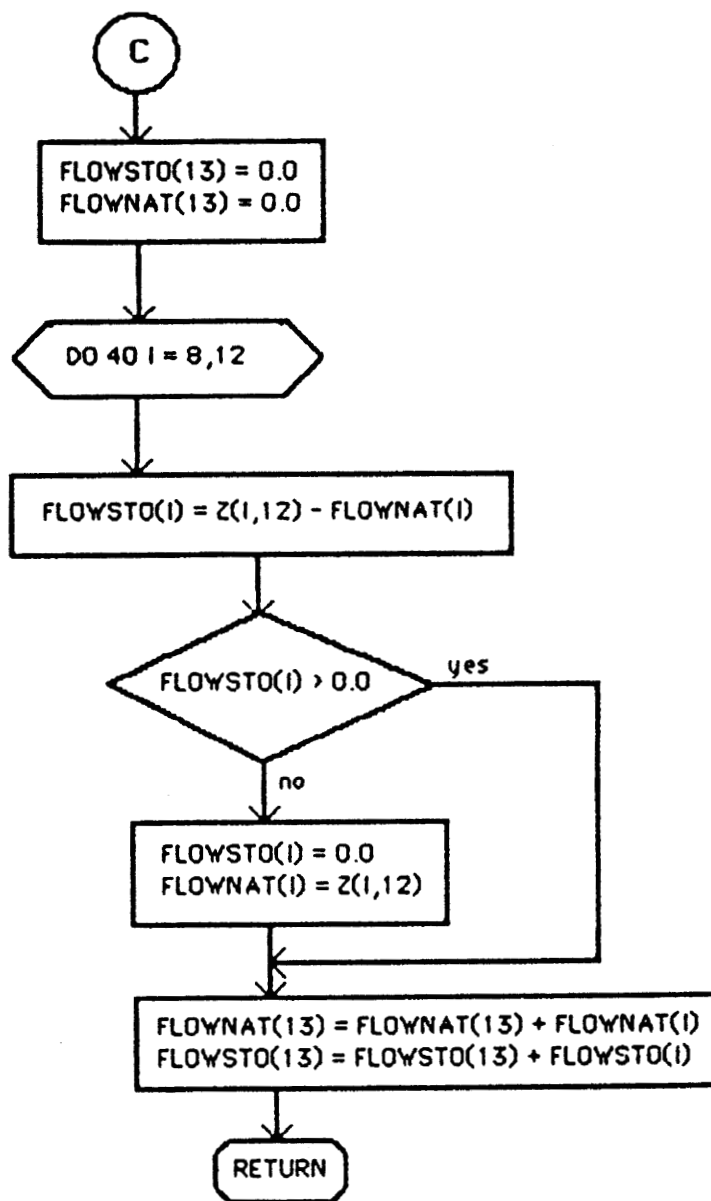 C
FLOWSTO(13) = 0.0
FLOWNAT(13) = 0.0
DO 40 I = 8,12
FLOWSTO(I) = Z(I,12) - FLOWNAT(I)
FLOWSTO(I) > 0.0
yes
no
FLOWSTO(I) = 0.0
FLOWNAT(I) = Z(I,12)
FLOWNAT(13) = FLOWNAT(13) + FLOWNAT(I)
FLOWSTO(13) = FLOWSTO(13) + FLOWSTO(I)
RETURN